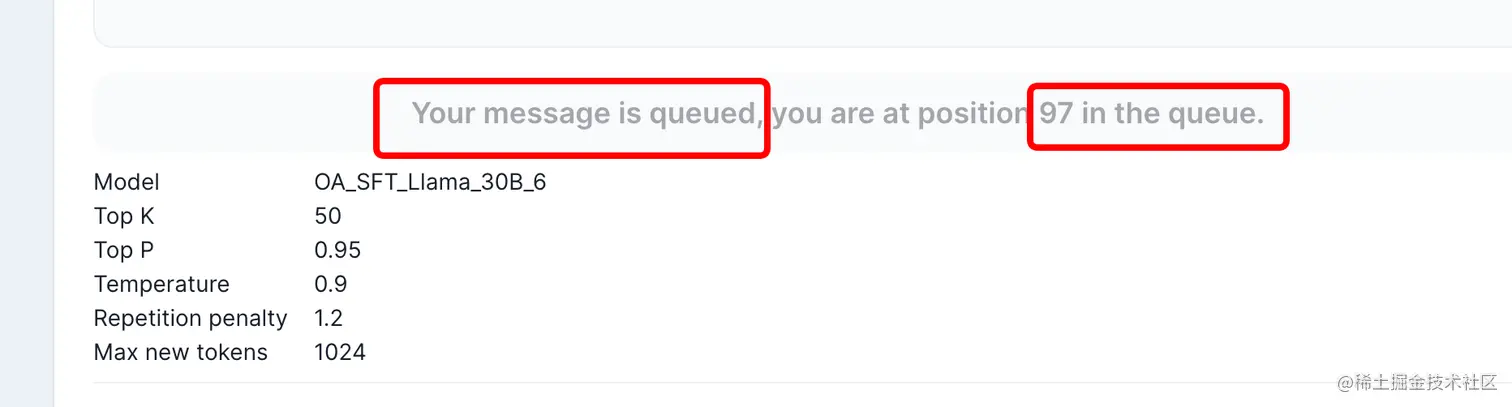 Your message is queued, you are at position 97 in the queue.
Model OA_SFT_Llama_30B_6
Top K 50
Top P 0.95
Temperature 0.9
Repetition penalty 1.2
Max new tokens 1024
@稀土掘金技术社区